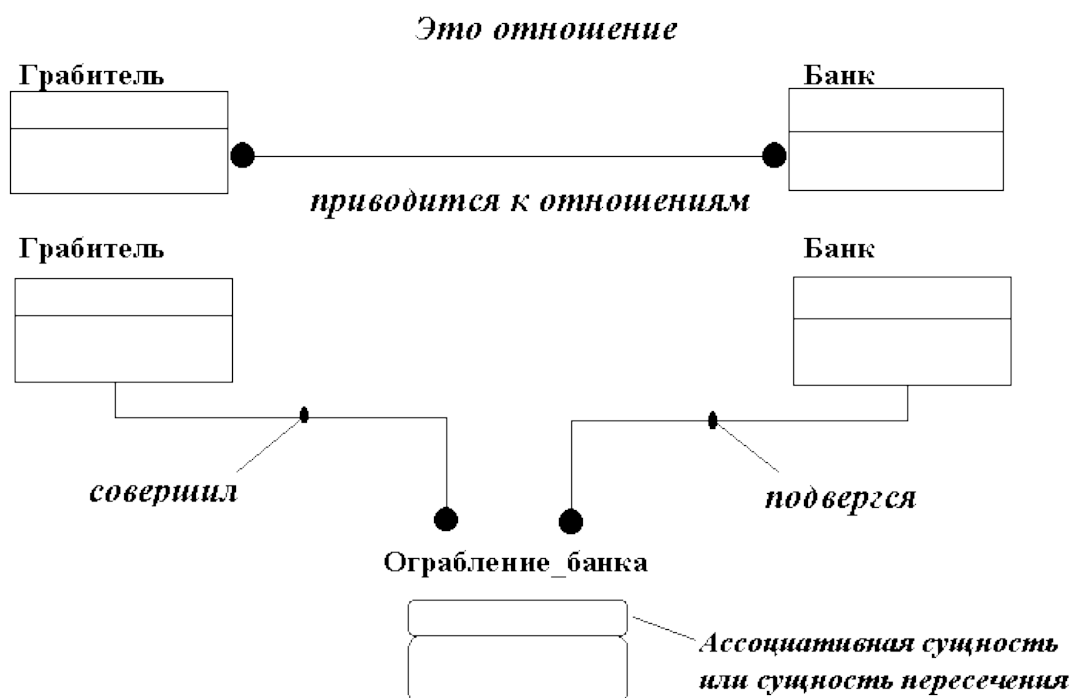 Это отношение
Грабитель
Банк
приводится к отношениям
Грабитель
Банк
совершил
подвергся
Ограбление_банка
Ассоциативная сущность
или сущность пересечения